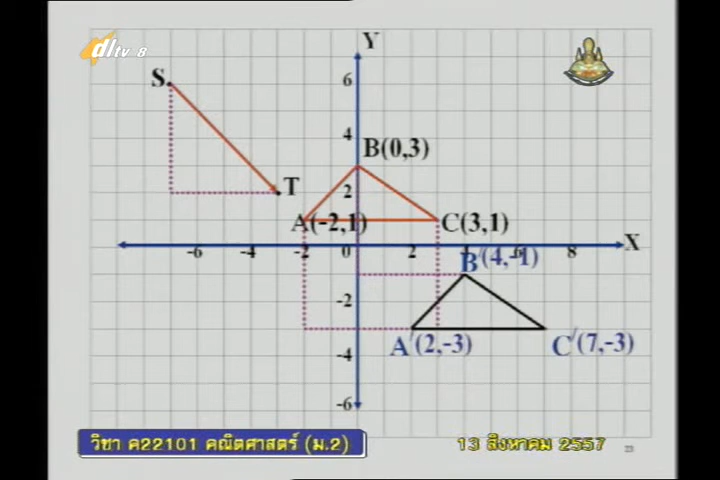 dltv 8
Y
S
6
4
B(0,3)
T
2
A(-2,1)
C(3,1)
X
-6 -4 -2 0 2 4 6 8
B'(4,-1)
-2
A'(2,-3)
C'(7,-3)
-4
-6
วิชา ค22101 คณิตศาสตร์ (ม.2)
13 สิงหาคม 2557
23